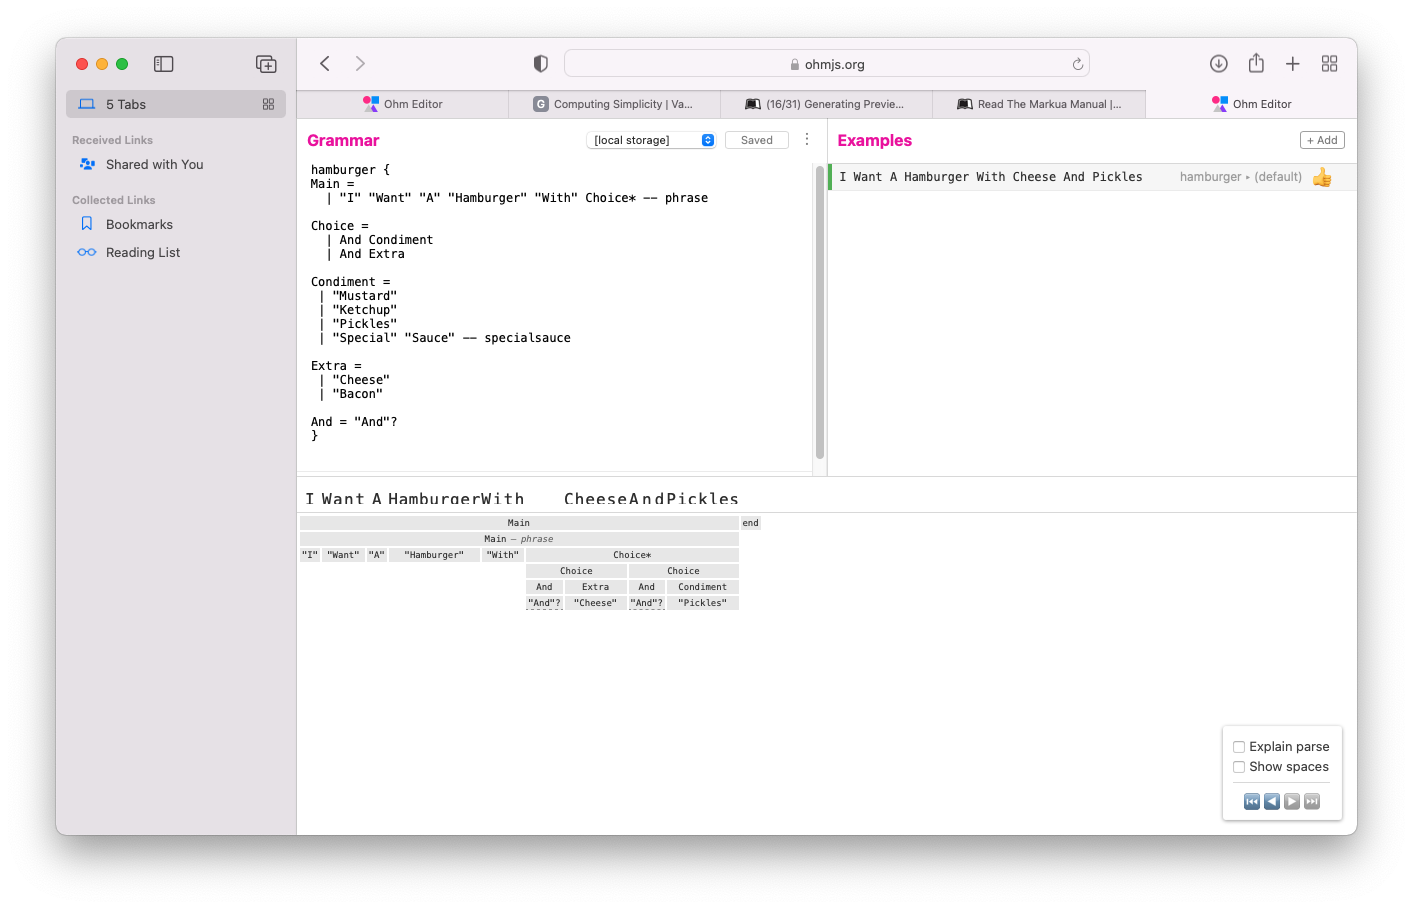 ohmjs.org
5 Tabs
Ohm Editor
G Computing Simplicity | Va...
(16/31) Generating Previe...
Read The Markua Manual |...
Ohm Editor
Received Links
Shared with You
Collected Links
Bookmarks
Reading List
Grammar
[local storage]
Saved
hamburger {
Main =
| "I" "Want" "A" "Hamburger" "With" Choice* -- phrase
Choice =
| And Condiment
| And Extra
Condiment =
| "Mustard"
| "Ketchup"
| "Pickles"
| "Special" "Sauce" -- specialsauce
Extra =
| "Cheese"
| "Bacon"
And = "And"?
}
Examples
+ Add
I Want A Hamburger With Cheese And Pickles
hamburger ▸ (default)
I Want A HamburgerWith CheeseAndPickles
Main end
Main – phrase
"I" "Want" "A" "Hamburger" "With" Choice*
Choice Choice
And Extra And Condiment
"And"? "Cheese" "And"? "Pickles"
Explain parse
Show spaces